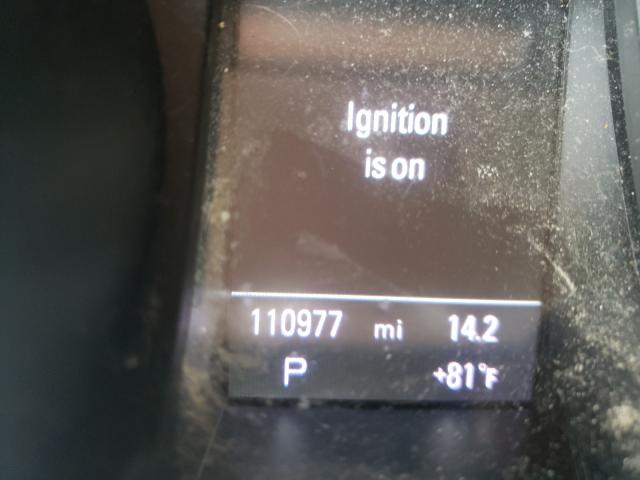 Ignition
is on
110977 mi 14.2
P +81°F